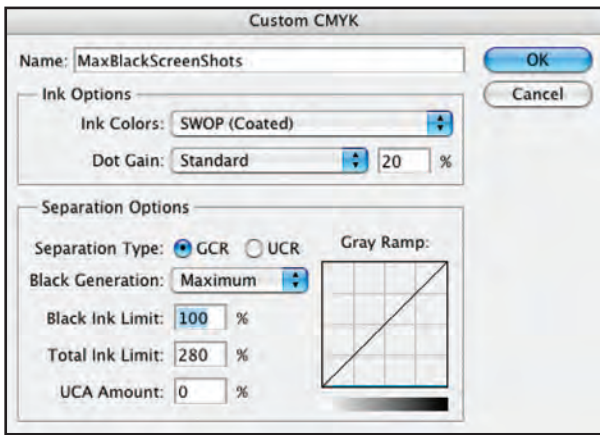 Custom CMYK
Name: MaxBlackScreenShots
OK
Cancel
Ink Options
Ink Colors: SWOP (Coated)
Dot Gain: Standard 20 %
Separation Options
Separation Type: GCR UCR
Gray Ramp:
Black Generation: Maximum
Black Ink Limit: 100 %
Total Ink Limit: 280 %
UCA Amount: 0 %